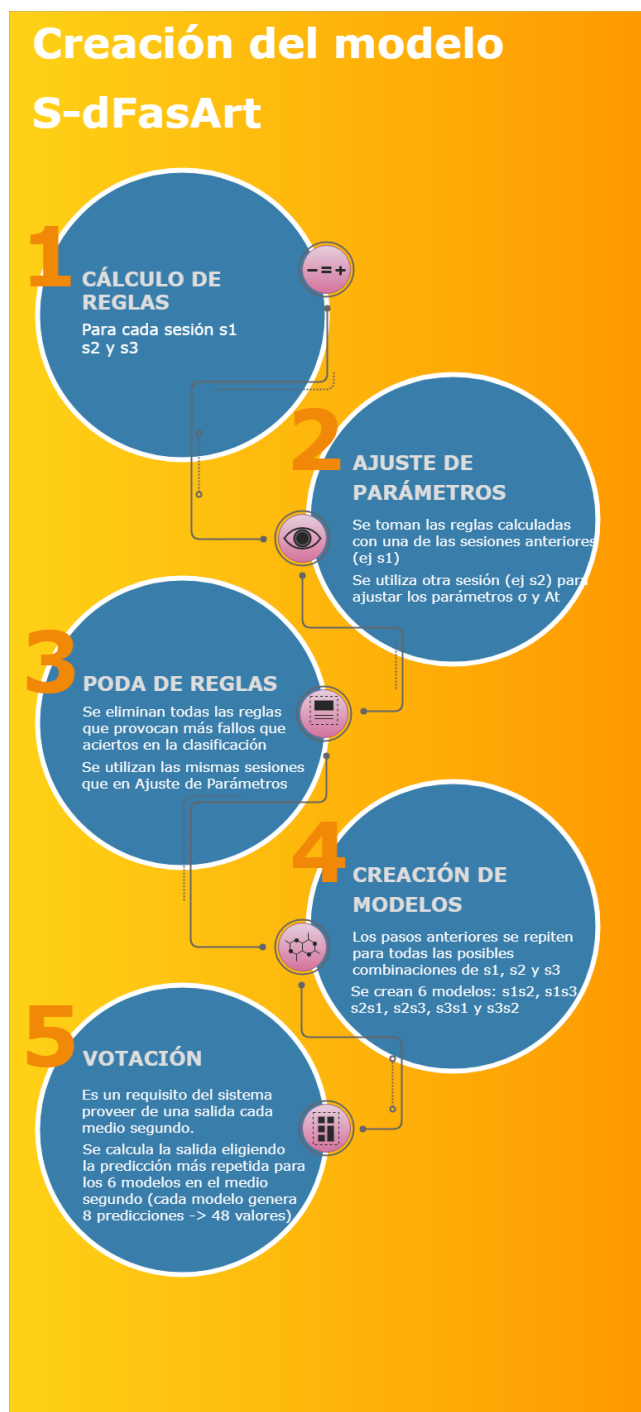 Creación del modelo
S-dFasArt
1
CÁLCULO DE
REGLAS
Para cada sesión s1
s2 y s3
2
AJUSTE DE
PARÁMETROS
Se toman las reglas calculadas
con una de las sesiones anteriores
(ej s1)
Se utiliza otra sesión (ej s2) para
ajustar los parámetros σ y At
3
PODA DE REGLAS
Se eliminan todas las reglas
que provocan más fallos que
aciertos en la clasificación
Se utilizan las mismas sesiones
que en Ajuste de Parámetros
4
CREACIÓN DE
MODELOS
Los pasos anteriores se repiten
para todas las posibles
combinaciones de s1, s2 y s3
Se crean 6 modelos: s1s2, s1s3
s2s1, s2s3, s3s1 y s3s2
5
VOTACIÓN
Es un requisito del sistema
proveer de una salida cada
medio segundo.
Se calcula la salida eligiendo
la predicción más repetida para
los 6 modelos en el medio
segundo (cada modelo genera
8 predicciones -> 48 valores)